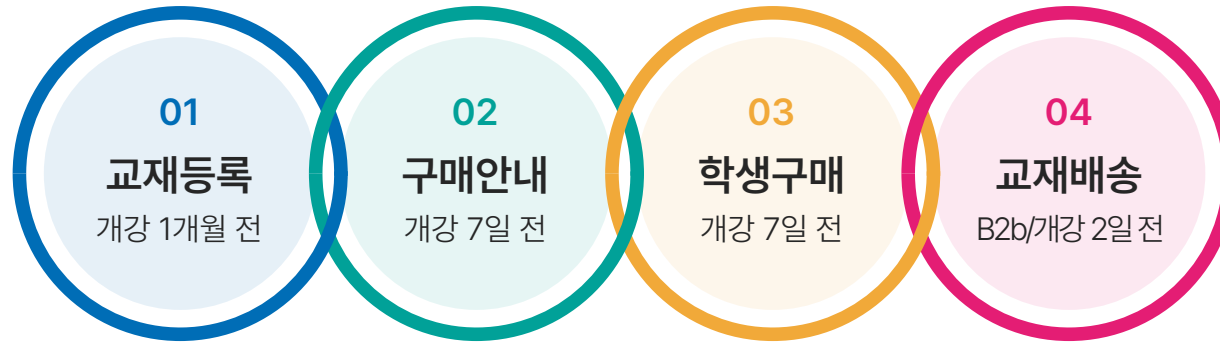 01
교재등록
개강 1개월 전
02
구매안내
개강 7일 전
03
학생구매
개강 7일 전
04
교재배송
B2b/개강 2일 전